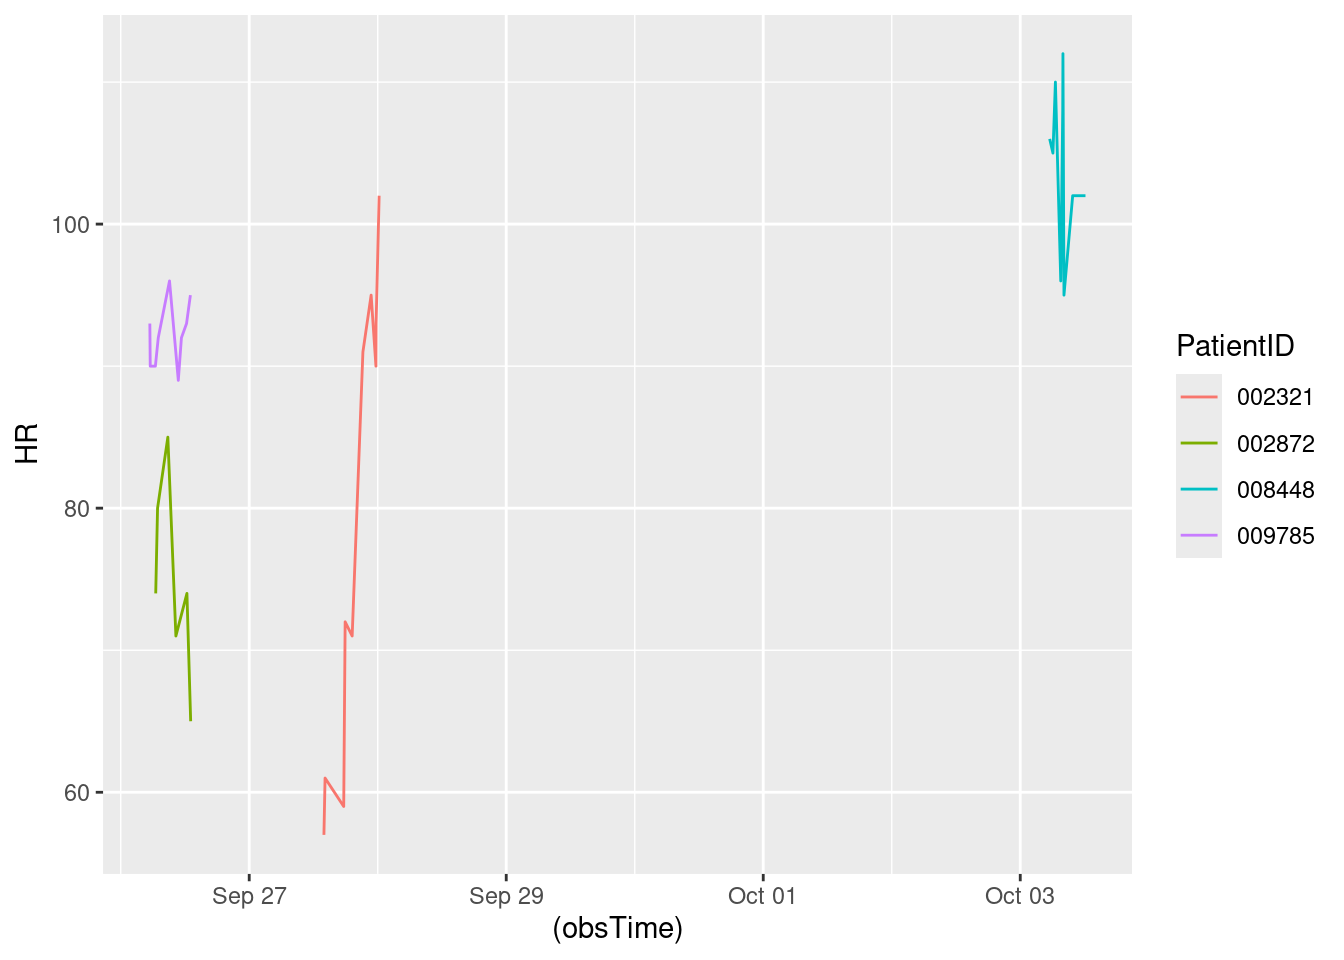 HR
100
80
60
Sep 27
Sep 29
Oct 01
Oct 03
(obsTime)
PatientID
002321
002872
008448
009785